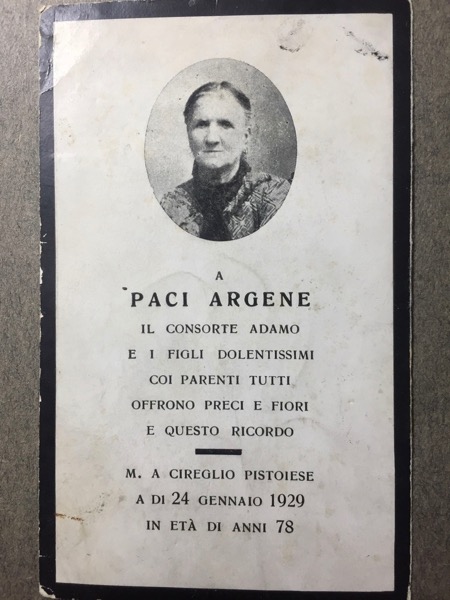 A
PACI ARGENE
IL CONSORTE ADAMO
E I FIGLI DOLENTISSIMI
COI PARENTI TUTTI
OFFRONO PRECI E FIORI
E QUESTO RICORDO
M. A CIREGLIO PISTOIESE
A DI 24 GENNAIO 1929
IN ETÀ DI ANNI 78